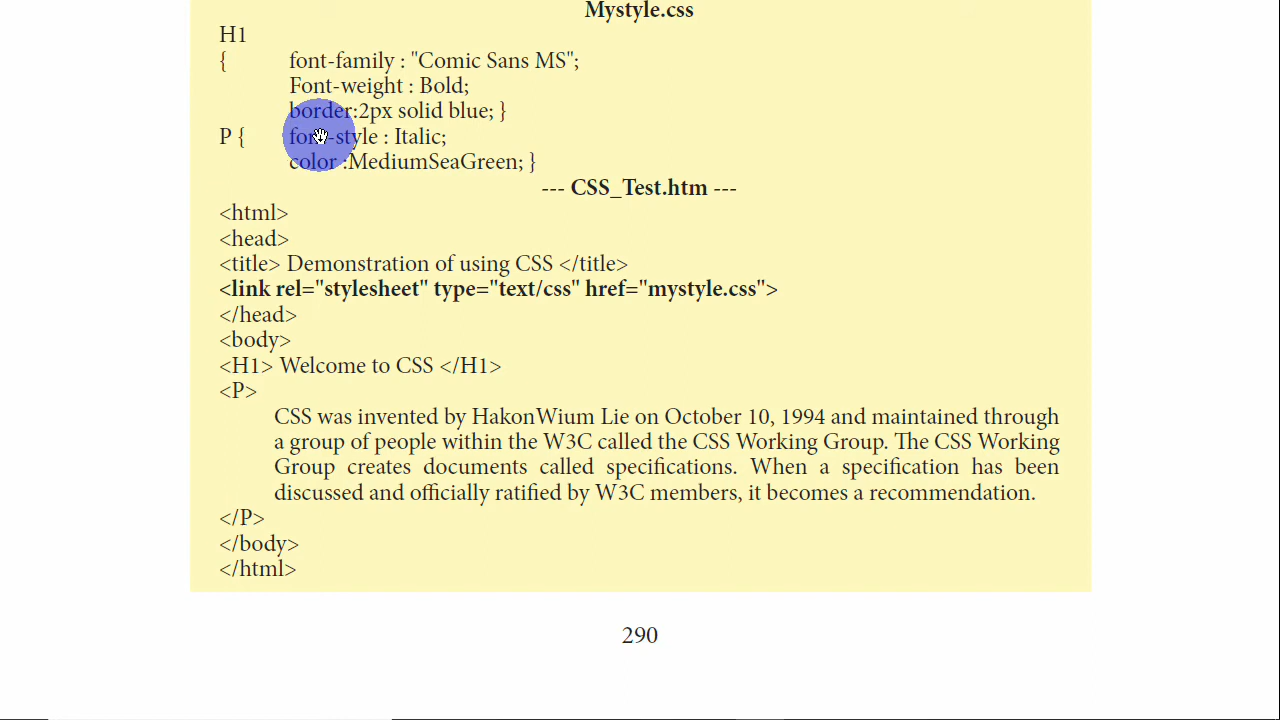 Mystyle.css
H1
{ font-family : "Comic Sans MS";
Font-weight : Bold;
border:2px solid blue; }
P { font-style : Italic;
color :MediumSeaGreen; }
--- CSS_Test.htm ---
<html>
<head>
<title> Demonstration of using CSS </title>
<link rel="stylesheet" type="text/css" href="mystyle.css">
</head>
<body>
<H1> Welcome to CSS </H1>
<P>
CSS was invented by HakonWium Lie on October 10, 1994 and maintained through
a group of people within the W3C called the CSS Working Group. The CSS Working
Group creates documents called specifications. When a specification has been
discussed and officially ratified by W3C members, it becomes a recommendation.
</P>
</body>
</html>
290